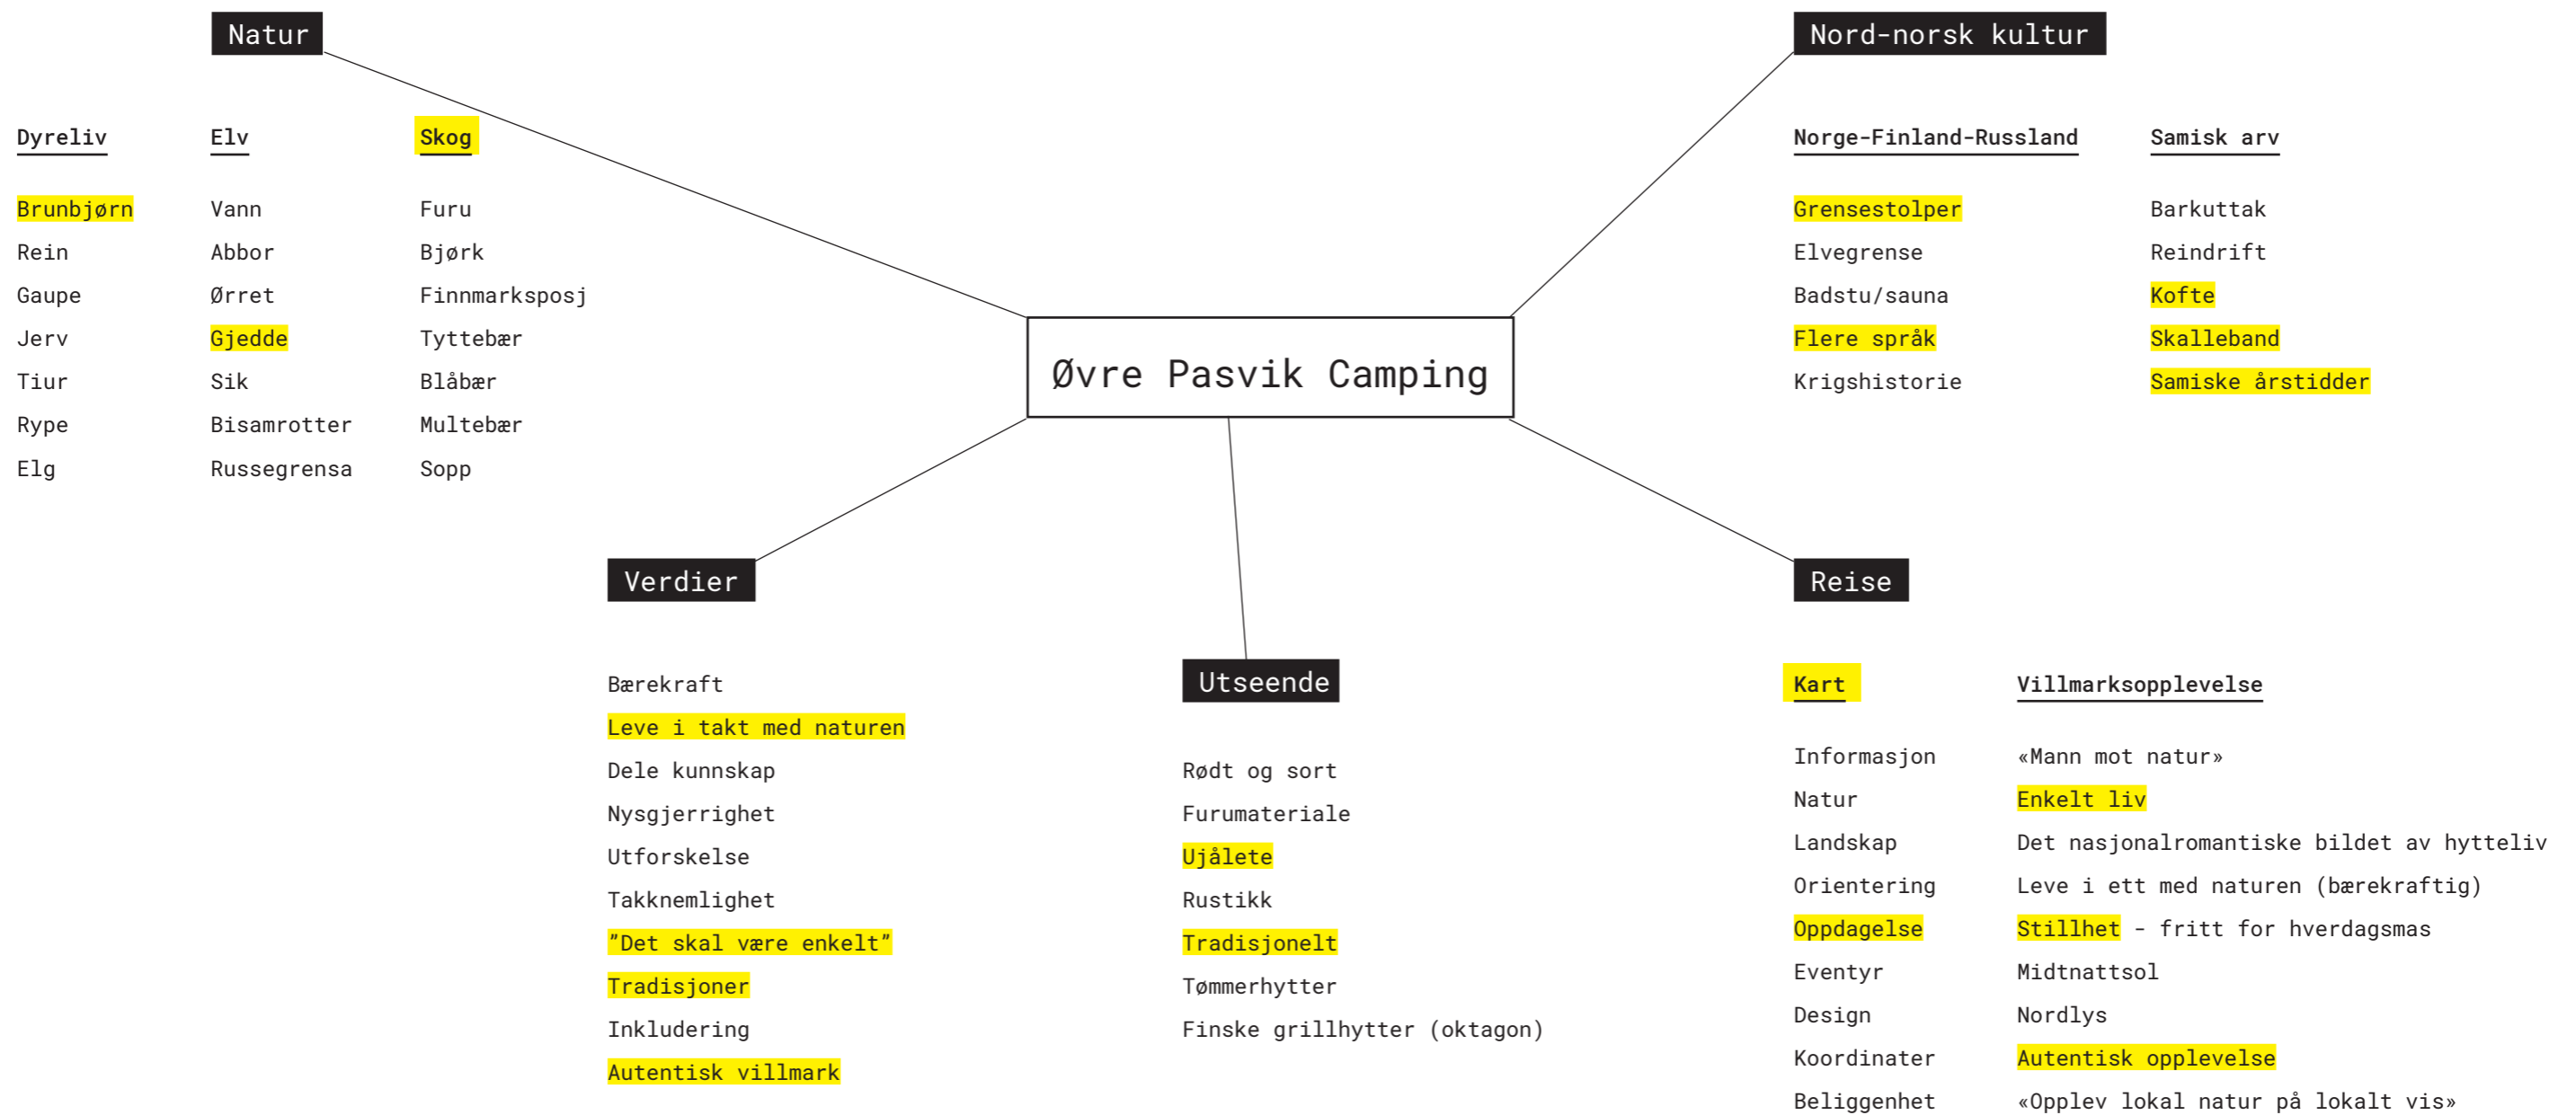 Natur
Dyreliv
Brunbjørn
Rein
Gaupe
Jerv
Tiur
Rype
Elg
Elv
Vann
Abbor
Ørret
Gjedde
Sik
Bisamrotter
Russegrensa
Skog
Furu
Bjørk
Finnmarksposj
Tyttebær
Blåbær
Multebær
Sopp
Nord-norsk kultur
Norge-Finland-Russland
Grensestolper
Elvegrense
Badstu/sauna
Flere språk
Krigshistorie
Samisk arv
Barkuttak
Reindrift
Kofte
Skalleband
Samiske årstidder
Øvre Pasvik Camping
Verdier
Bærekraft
Leve i takt med naturen
Dele kunnskap
Nysgjerrighet
Utforskelse
Takknemlighet
”Det skal være enkelt”
Tradisjoner
Inkludering
Autentisk villmark
Utseende
Rødt og sort
Furumateriale
Ujålete
Rustikk
Tradisjonelt
Tømmerhytter
Finske grillhytter (oktagon)
Reise
Kart
Informasjon
Natur
Landskap
Orientering
Oppdagelse
Eventyr
Design
Koordinater
Beliggenhet
Villmarksopplevelse
«Mann mot natur»
Enkelt liv
Det nasjonalromantiske bildet av hytteliv
Leve i ett med naturen (bærekraftig)
Stillhet - fritt for hverdagsmas
Midtnattsol
Nordlys
Autentisk opplevelse
«Opplev lokal natur på lokalt vis»